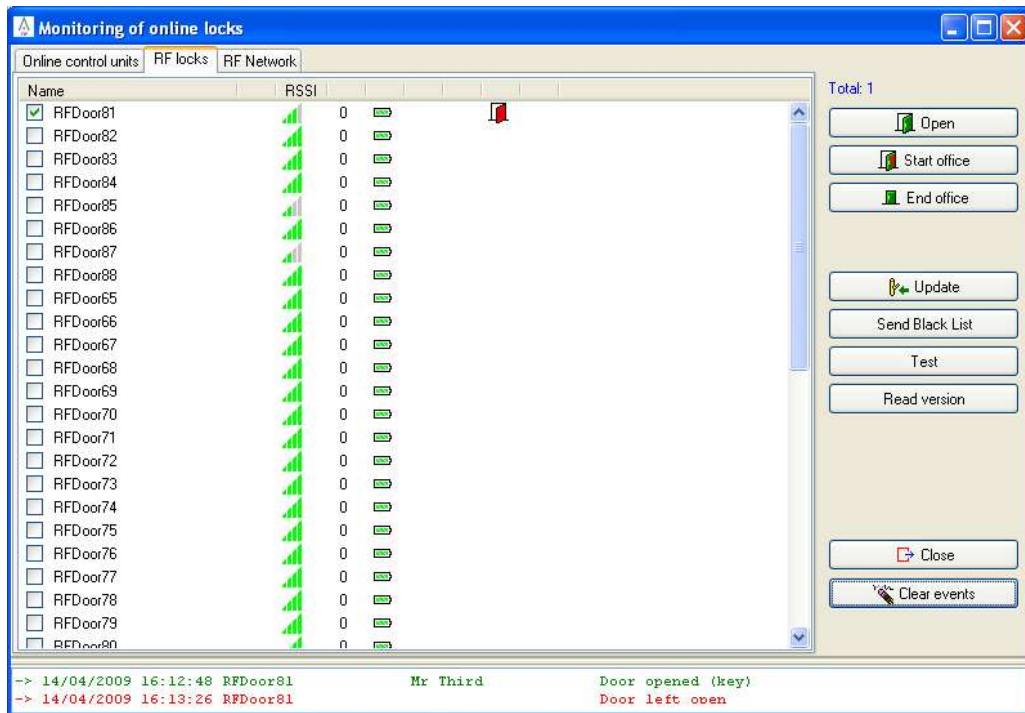 Monitoring of online locks
Online control units RF locks RF Network
Name RSSI
RFDoor81 0
RFDoor82 0
RFDoor83 0
RFDoor84 0
RFDoor85 0
RFDoor86 0
RFDoor87 0
RFDoor88 0
RFDoor65 0
RFDoor66 0
RFDoor67 0
RFDoor68 0
RFDoor69 0
RFDoor70 0
RFDoor71 0
RFDoor72 0
RFDoor73 0
RFDoor74 0
RFDoor75 0
RFDoor76 0
RFDoor77 0
RFDoor78 0
RFDoor79 0
RFDoor80 0
Total: 1
Open
Start office
End office
Update
Send Black List
Test
Read version
Close
Clear events
-> 14/04/2009 16:12:48 RFDoor81 Mr Third Door opened (key)
-> 14/04/2009 16:13:26 RFDoor81 Door left open